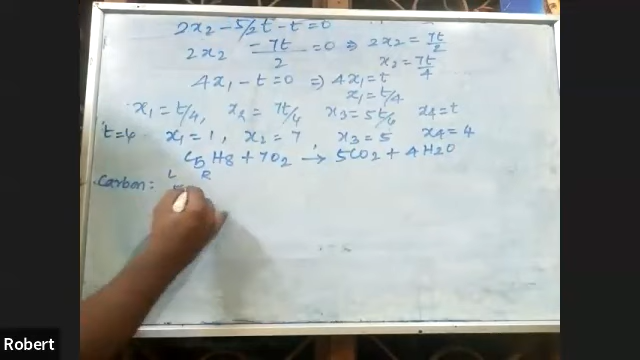 2x2 - 5/2t - t = 0
2x2 - 7t/2 = 0 ⇒ 2x2 = 7t/2
x2 = 7t/4
4x1 - t = 0 ⇒ 4x1 = t
x1 = t/4
x1 = t/4, x2 = 7t/4, x3 = 5t/ x4 = t
t=4 x1 = 1, x2 = 7, x3 = 5 x4 = 4
C5H8 + 7O2 → 5CO2 + 4H2O
L R
Carbon:
Robert